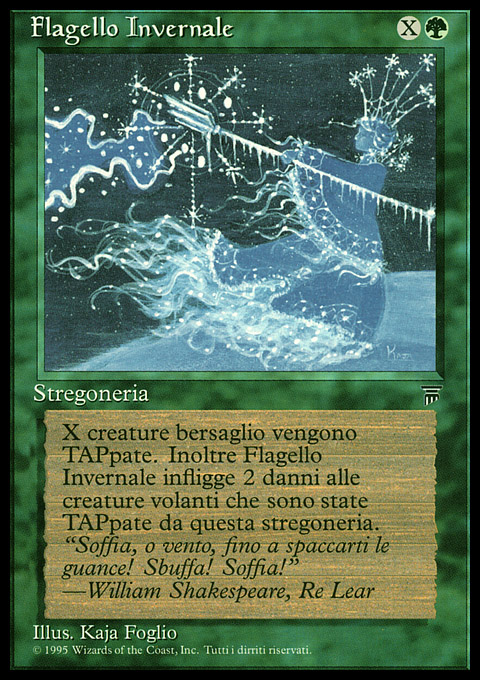 Flagello Invernale X
Stregoneria
X creature bersaglio vengono
TAPpate. Inoltre Flagello
Invernale infligge 2 danni alle
creature volanti che sono state
TAPpate da questa stregoneria.
“Soffia, o vento, fino a spaccarti le
guance! Sbuffa! Soffia!”
—William Shakespeare, Re Lear
Illus. Kaja Foglio
© 1995 Wizards of the Coast, Inc. Tutti i dirriti riservati.